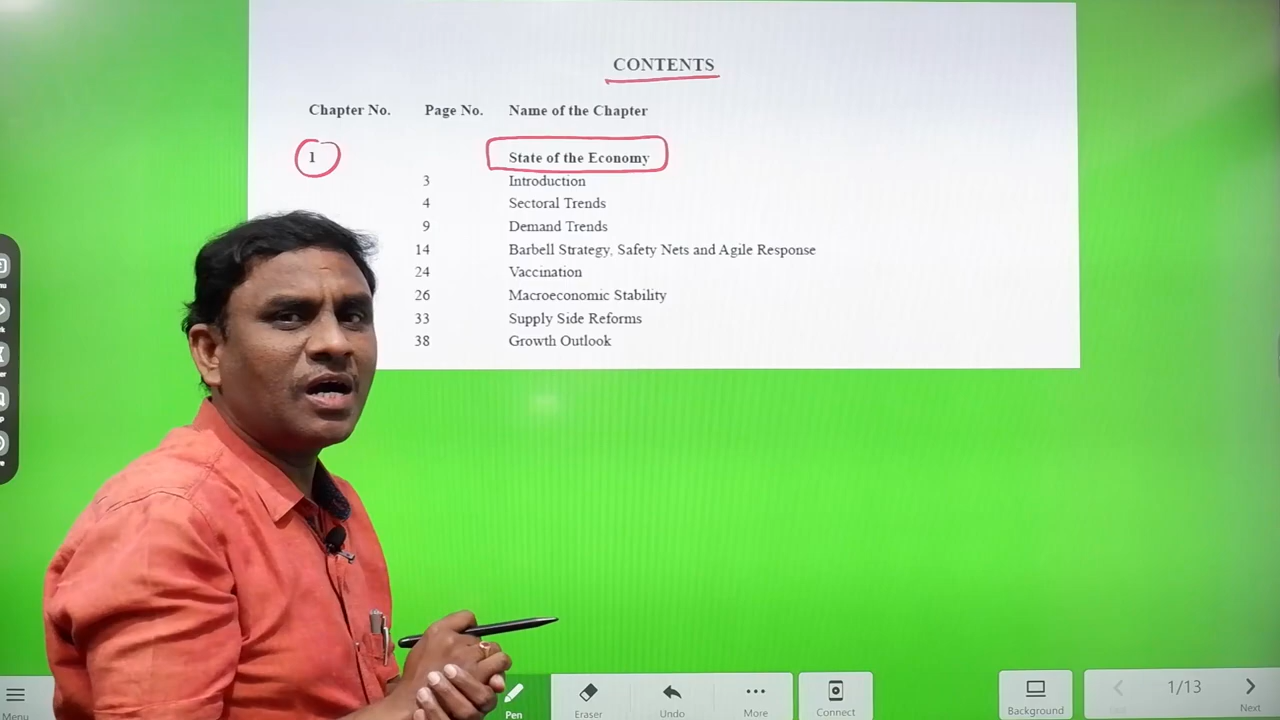 CONTENTS
Chapter No. Page No. Name of the Chapter
1 State of the Economy
3 Introduction
4 Sectoral Trends
9 Demand Trends
14 Barbell Strategy, Safety Nets and Agile Response
24 Vaccination
26 Macroeconomic Stability
33 Supply Side Reforms
38 Growth Outlook
Menu Pen Eraser Undo More Connect Background 1/13 Next